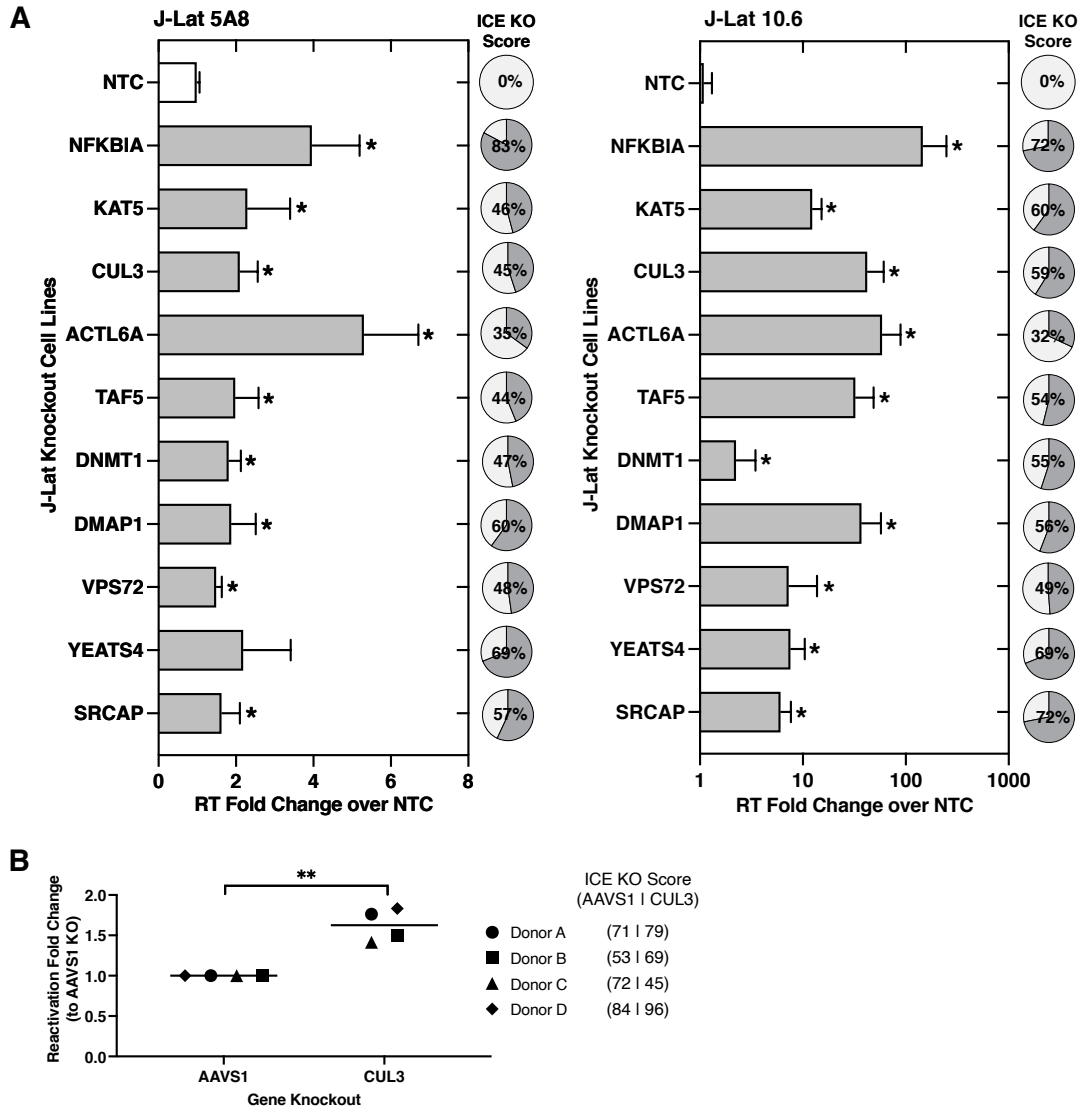 A
J-Lat 5A8
ICE KO
Score
NTC
0%
NFKBIA
*
83%
KAT5
*
46%
CUL3
*
45%
ACTL6A
*
35%
TAF5
*
44%
DNMT1
*
47%
DMAP1
*
60%
VPS72
*
48%
YEATS4
69%
SRCAP
*
57%
J-Lat Knockout Cell Lines
0 2 4 6 8
RT Fold Change over NTC
J-Lat 10.6
ICE KO
Score
NTC
0%
NFKBIA
*
72%
KAT5
*
60%
CUL3
*
59%
ACTL6A
*
32%
TAF5
*
54%
DNMT1
*
55%
DMAP1
*
56%
VPS72
*
49%
YEATS4
*
69%
SRCAP
*
72%
J-Lat Knockout Cell Lines
1 10 100 1000
RT Fold Change over NTC
B
Reactivation Fold Change
(to AAVS1 KO)
2.0
1.5
1.0
0.5
0.0
**
AAVS1 CUL3
Gene Knockout
ICE KO Score
(AAVS1 | CUL3)
Donor A (71 | 79)
Donor B (53 | 69)
Donor C (72 | 45)
Donor D (84 | 96)